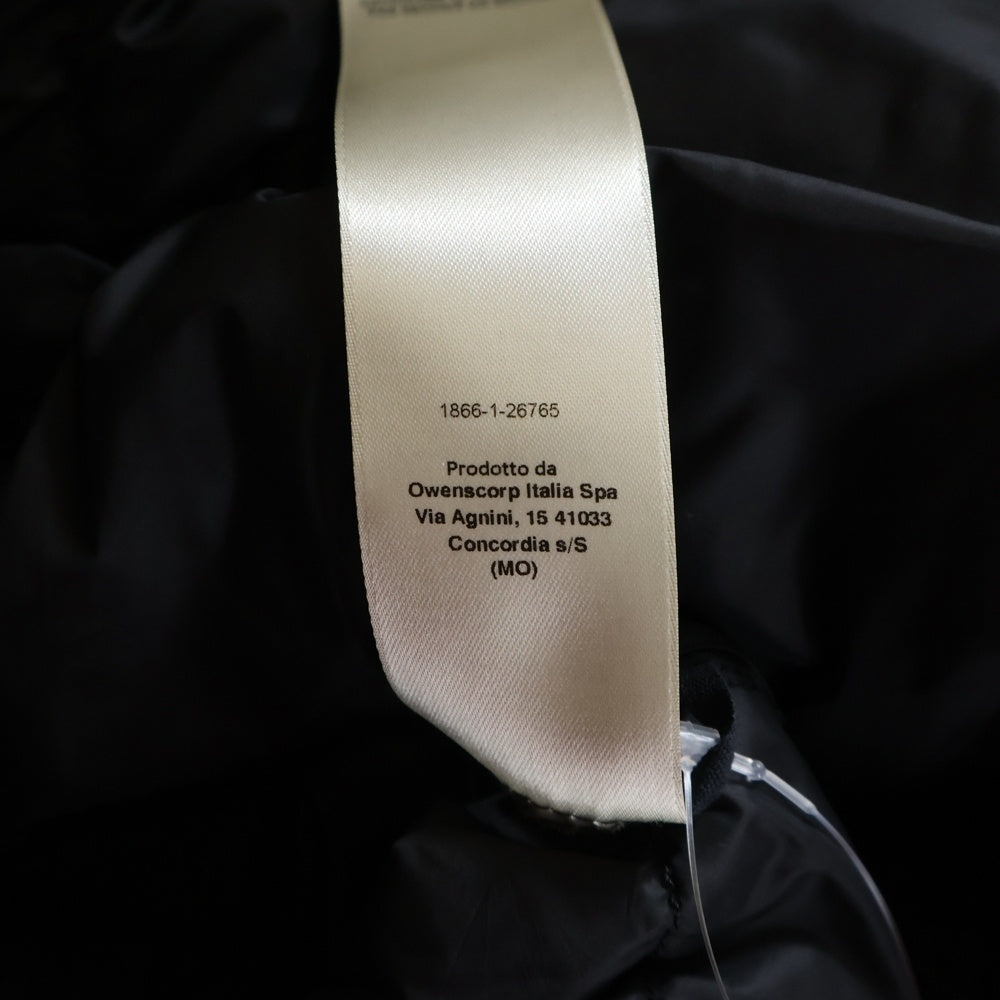 1866-1-26765
Prodotto da
Owenscorp Italia Spa
Via Agnini, 15 41033
Concordia s/S
(MO)